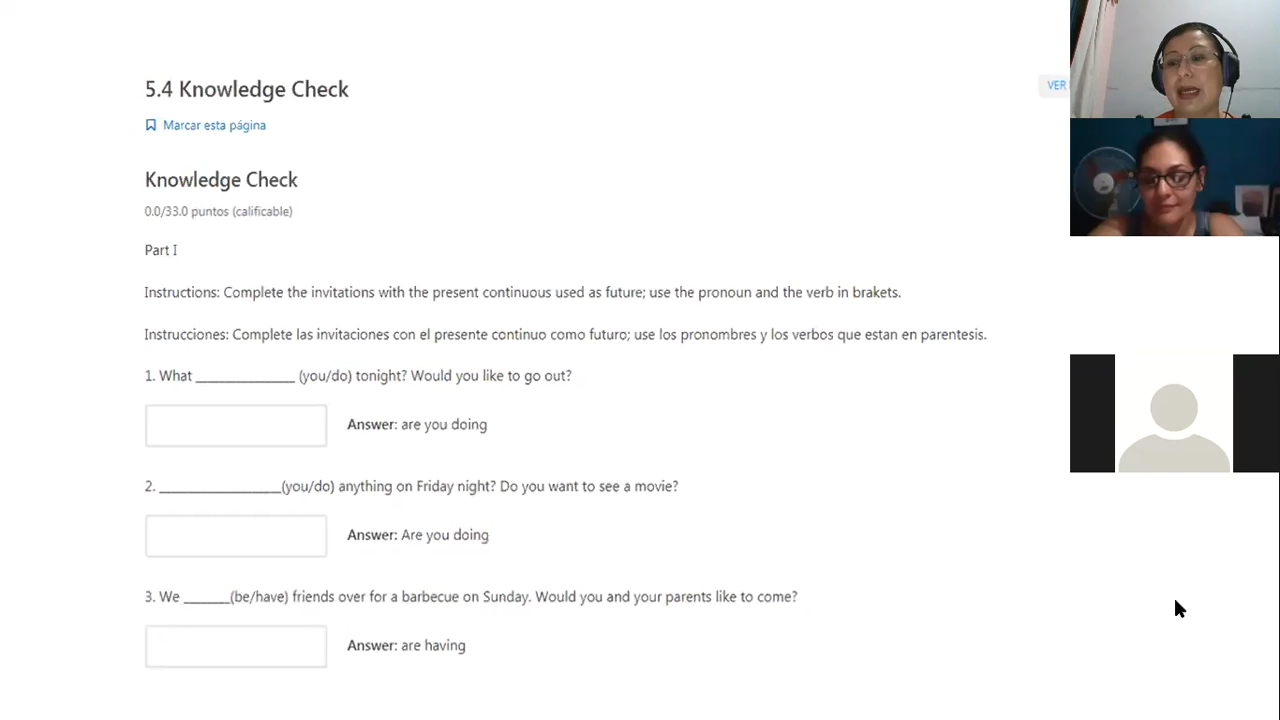 5.4 Knowledge Check
VER
Marcar esta página
Knowledge Check
0.0/33.0 puntos (calificable)
Part I
Instructions: Complete the invitations with the present continuous used as future; use the pronoun and the verb in brakets.
Instrucciones: Complete las invitaciones con el presente continuo como futuro; use los pronombres y los verbos que estan en parentesis.
1. What ______________ (you/do) tonight? Would you like to go out?
Answer: are you doing
2. _________________(you/do) anything on Friday night? Do you want to see a movie?
Answer: Are you doing
3. We ______(be/have) friends over for a barbecue on Sunday. Would you and your parents like to come?
Answer: are having